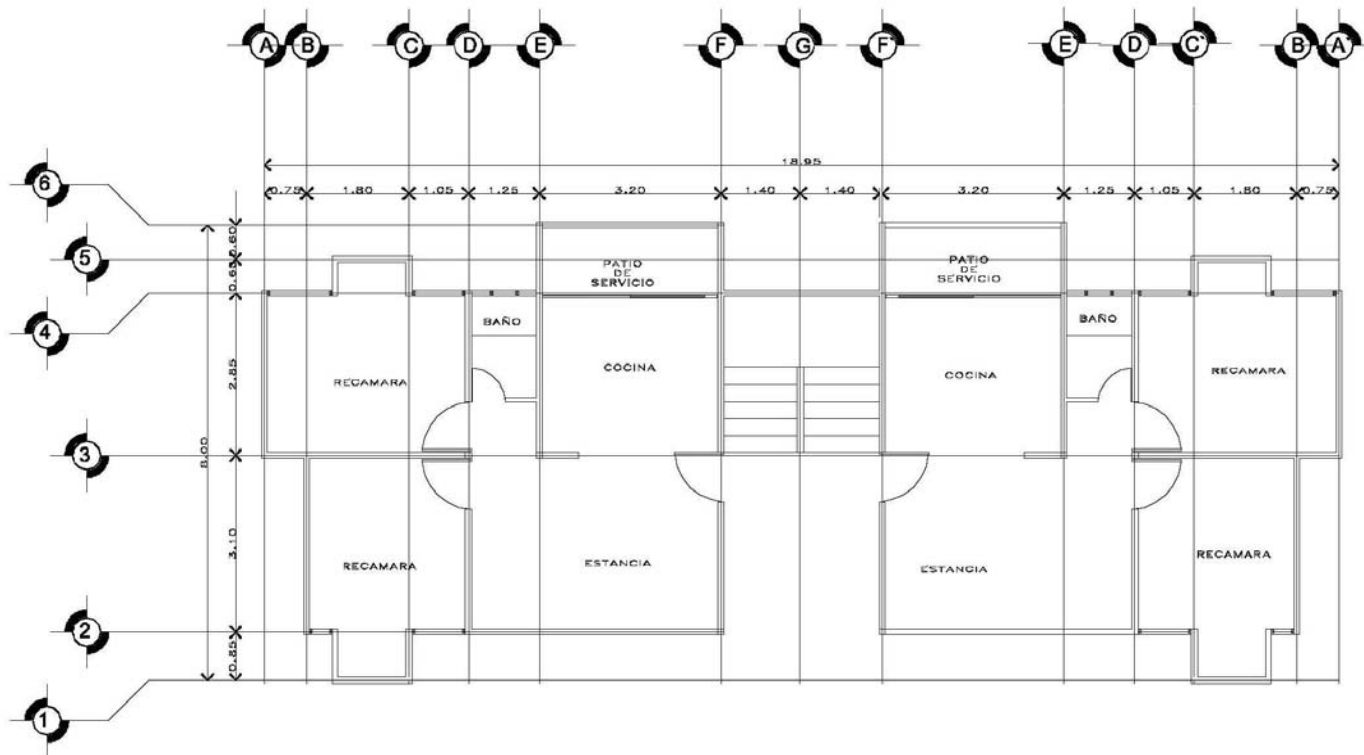 A B C D E F G F' E D C' B A'
18.95
0.75 1.80 1.05 1.25 3.20 1.40 1.40 3.20 1.25 1.05 1.80 0.75
6
0.60
5
0.65
PATIO
DE
SERVICIO
PATIO
DE
SERVICIO
4
BAÑO
BAÑO
2.85
RECAMARA
COCINA
COCINA
RECAMARA
3
8.00
3.10
RECAMARA
ESTANCIA
ESTANCIA
RECAMARA
2
0.85
1